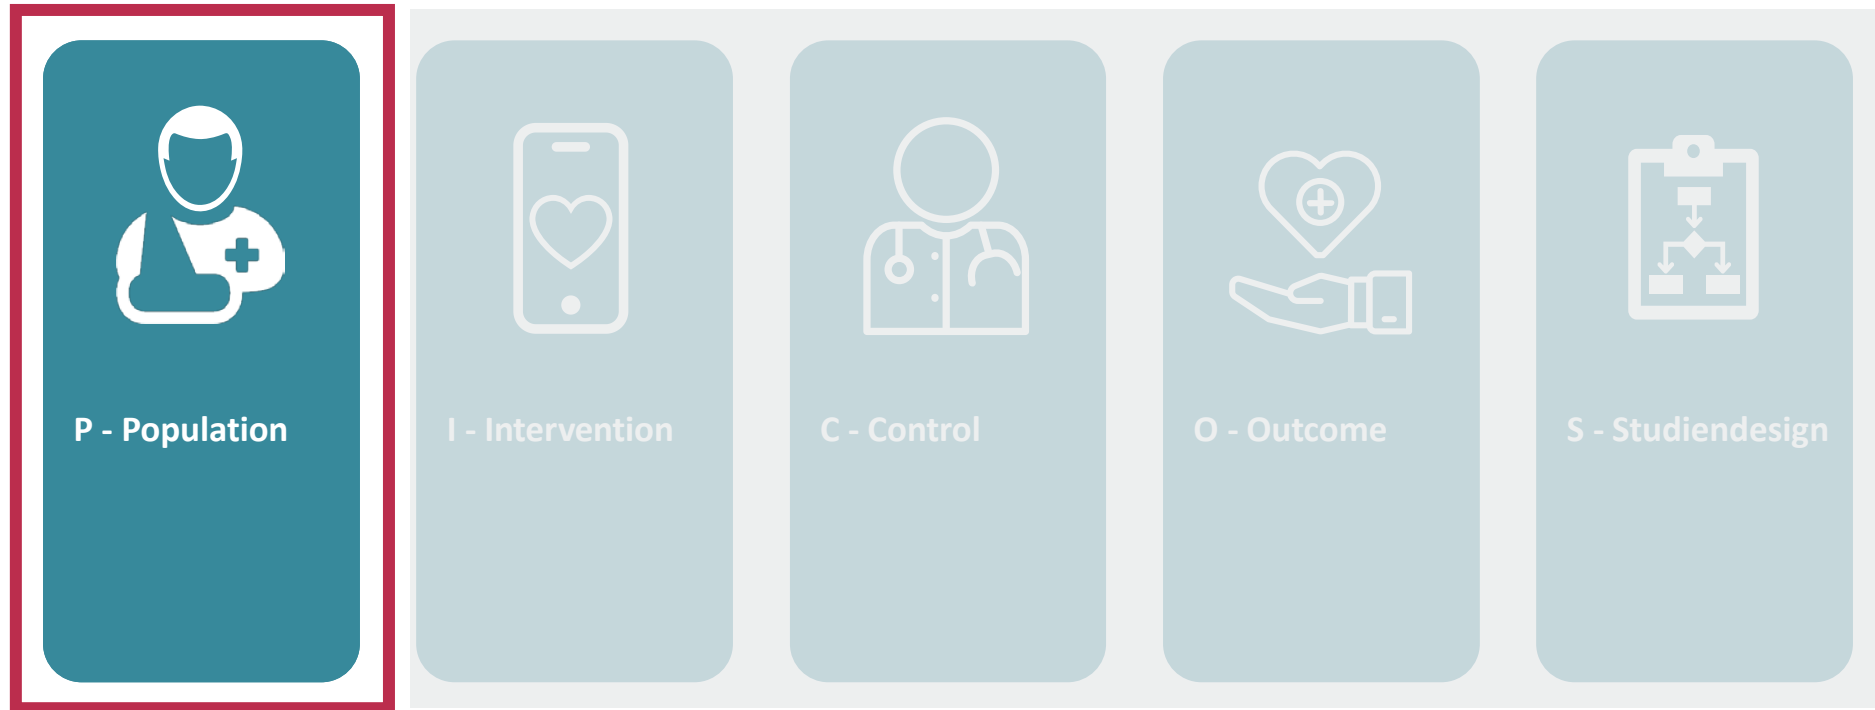 P - Population
I - Intervention
C - Control
O - Outcome
S - Studiendesign